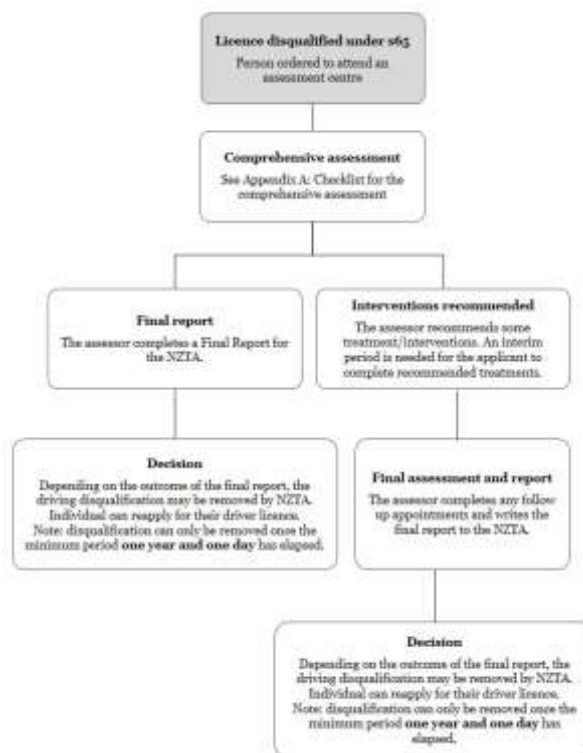 Licence disqualified under s65
Person ordered to attend an
assessment centre
Comprehensive assessment
See Appendix A: Checklist for the
comprehensive assessment
Final report
The assessor completes a Final Report for
the NZTA.
Interventions recommended
The assessor recommends some
treatment/interventions. An interim
period is needed for the applicant to
complete recommended treatments.
Decision
Depending on the outcome of the final report, the
driving disqualification may be removed by NZTA.
Individual can reapply for their driver licence.
Note: disqualification can only be removed once the
minimum period one year and one day has elapsed.
Final assessment and report
The assessor completes any follow
up appointments and writes the
final report to the NZTA.
Decision
Depending on the outcome of the final report, the
driving disqualification may be removed by NZTA.
Individual can reapply for their driver licence.
Note: disqualification can only be removed once the
minimum period one year and one day has
elapsed.